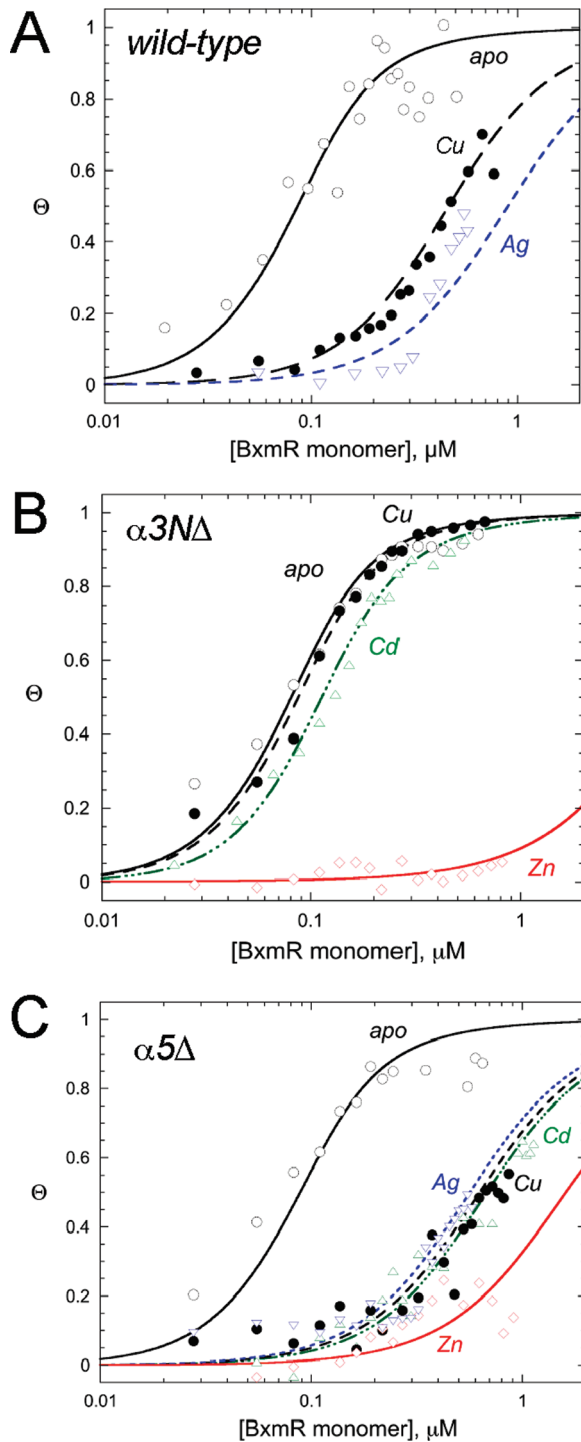 A
wild-type
apo
Cu
Ag
Θ
1
0.8
0.6
0.4
0.2
0
0.01
0.1
1
[BxmR monomer], μM
B
α3NΔ
Cu
apo
Cd
Zn
Θ
1
0.8
0.6
0.4
0.2
0
0.01
0.1
1
[BxmR monomer], μM
C
α5Δ
apo
Ag
Cd
Cu
Zn
Θ
1
0.8
0.6
0.4
0.2
0
0.01
0.1
1
[BxmR monomer], μM